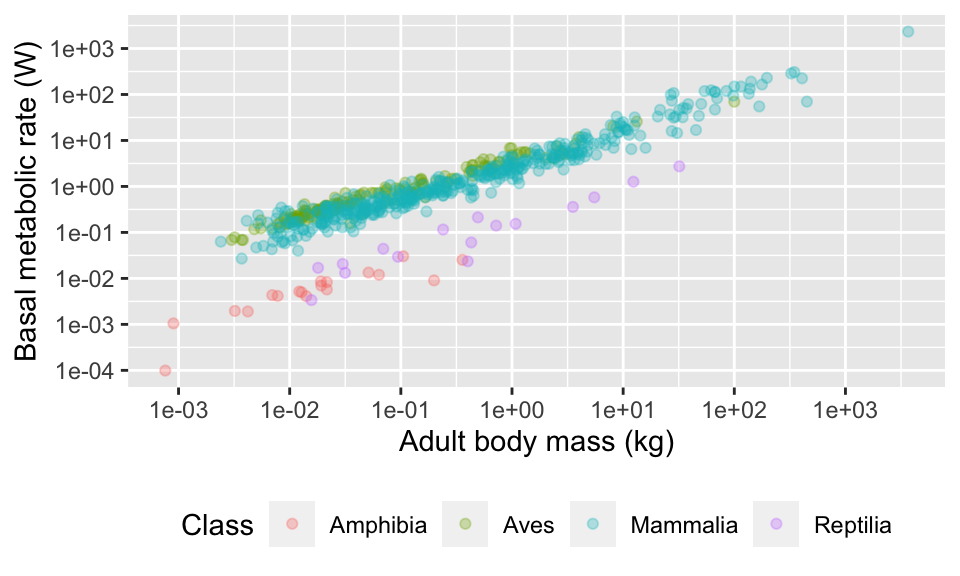 Basal metabolic rate (W)
1e+03
1e+02
1e+01
1e+00
1e-01
1e-02
1e-03
1e-04
1e-03 1e-02 1e-01 1e+00 1e+01 1e+02 1e+03
Adult body mass (kg)
Class Amphibia Aves Mammalia Reptilia